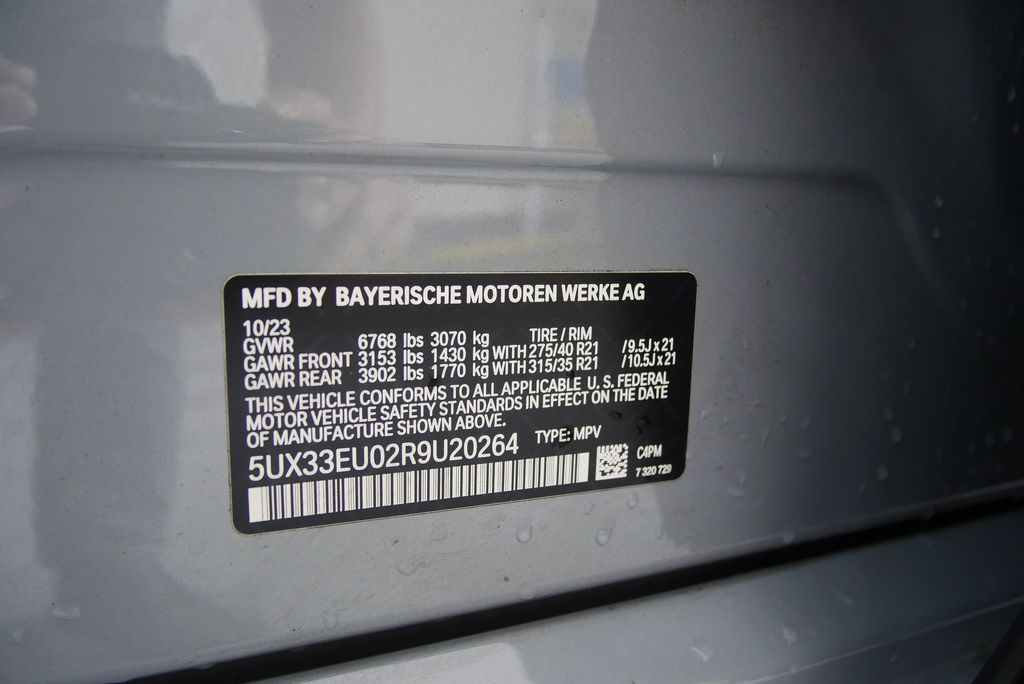 MFD BY BAYERISCHE MOTOREN WERKE AG
10/23 TIRE / RIM
GVWR 6768 lbs 3070 kg
GAWR FRONT 3153 lbs 1430 kg WITH 275/40 R21 /9.5J x 21
GAWR REAR 3902 lbs 1770 kg WITH 315/35 R21 /10.5J x 21
THIS VEHICLE CONFORMS TO ALL APPLICABLE U. S. FEDERAL
MOTOR VEHICLE SAFETY STANDARDS IN EFFECT ON THE DATE
OF MANUFACTURE SHOWN ABOVE.
5UX33EU02R9U20264 TYPE: MPV
C4PM
7 320 729